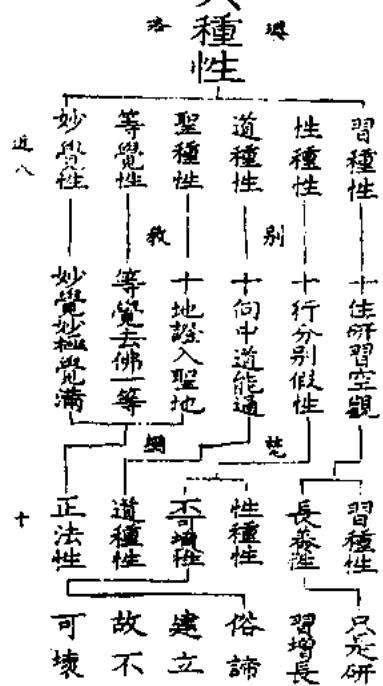 種性
瓔珞
習種性
性種性
道種性
聖種性
等覺性
妙覺性
別教
十住研習空觀
十行分別假性
十向中道能通
十地證入聖地
等覺去佛一等
妙覺妙極覺滿
梵網
習種性
長養性
性種性
不可壞性
道種性
正法性
只是研
習增長
俗諦
建立
故不
可壞
近八
十